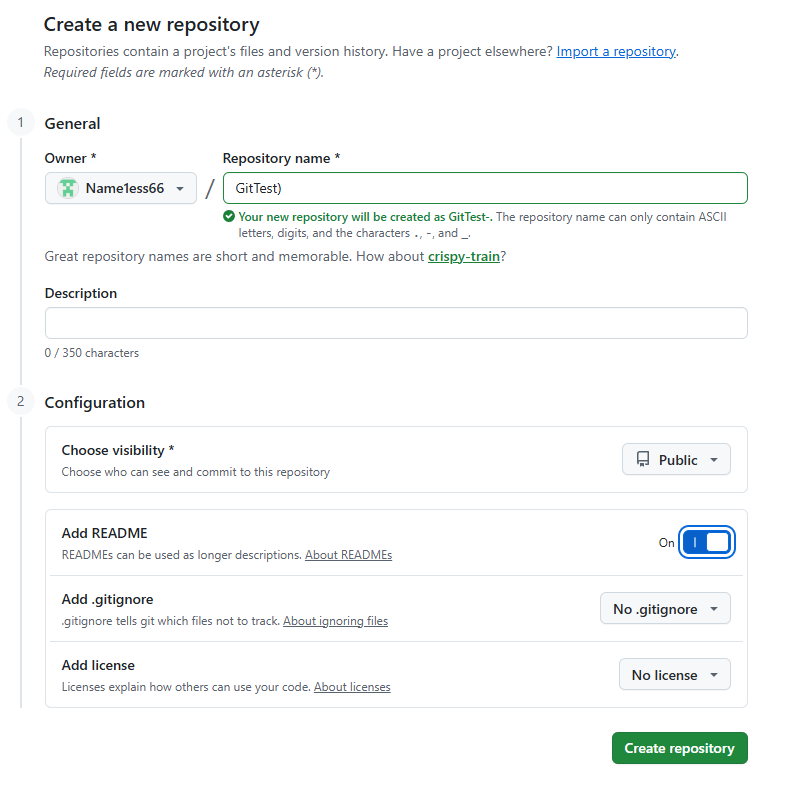 Create a new repository
Repositories contain a project's files and version history. Have a project elsewhere? Import a repository.
Required fields are marked with an asterisk (*).
1 General
Owner * Repository name *
Name1ess66 / GitTest)
Your new repository will be created as GitTest-. The repository name can only contain ASCII
letters, digits, and the characters ., -, and _.
Great repository names are short and memorable. How about crispy-train?
Description
0 / 350 characters
2 Configuration
Choose visibility *
Choose who can see and commit to this repository
Public
Add README
READMEs can be used as longer descriptions. About READMEs
On
Add .gitignore
.gitignore tells git which files not to track. About ignoring files
No .gitignore
Add license
Licenses explain how others can use your code. About licenses
No license
Create repository